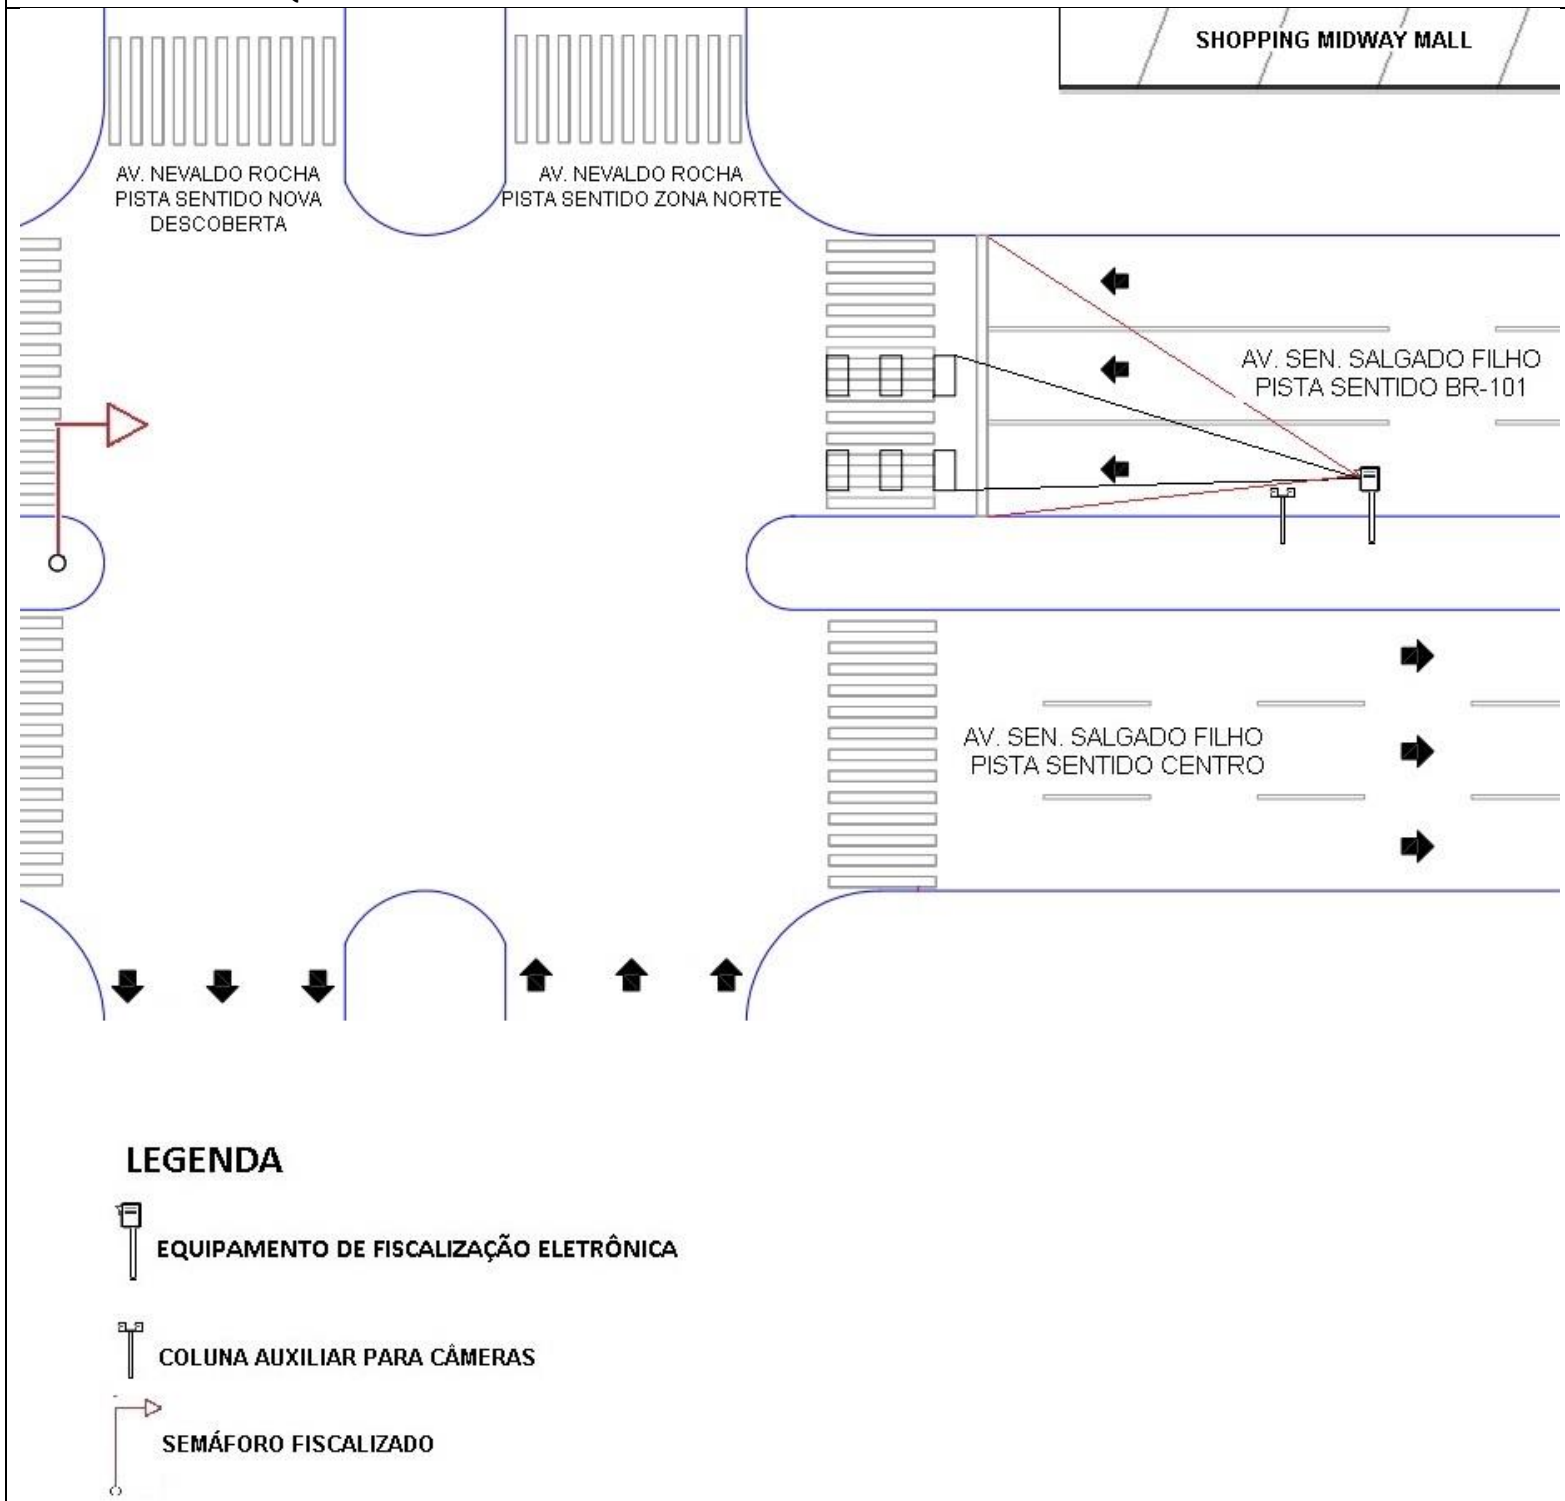 SHOPPING MIDWAY MALL
AV. NEVALDO ROCHA
PISTA SENTIDO NOVA
DESCOBERTA
AV. NEVALDO ROCHA
PISTA SENTIDO ZONA NORTE
AV. SEN. SALGADO FILHO
PISTA SENTIDO BR-101
AV. SEN. SALGADO FILHO
PISTA SENTIDO CENTRO
LEGENDA
EQUIPAMENTO DE FISCALIZAÇÃO ELETRÔNICA
COLUNA AUXILIAR PARA CÂMERAS
SEMÁFORO FISCALIZADO